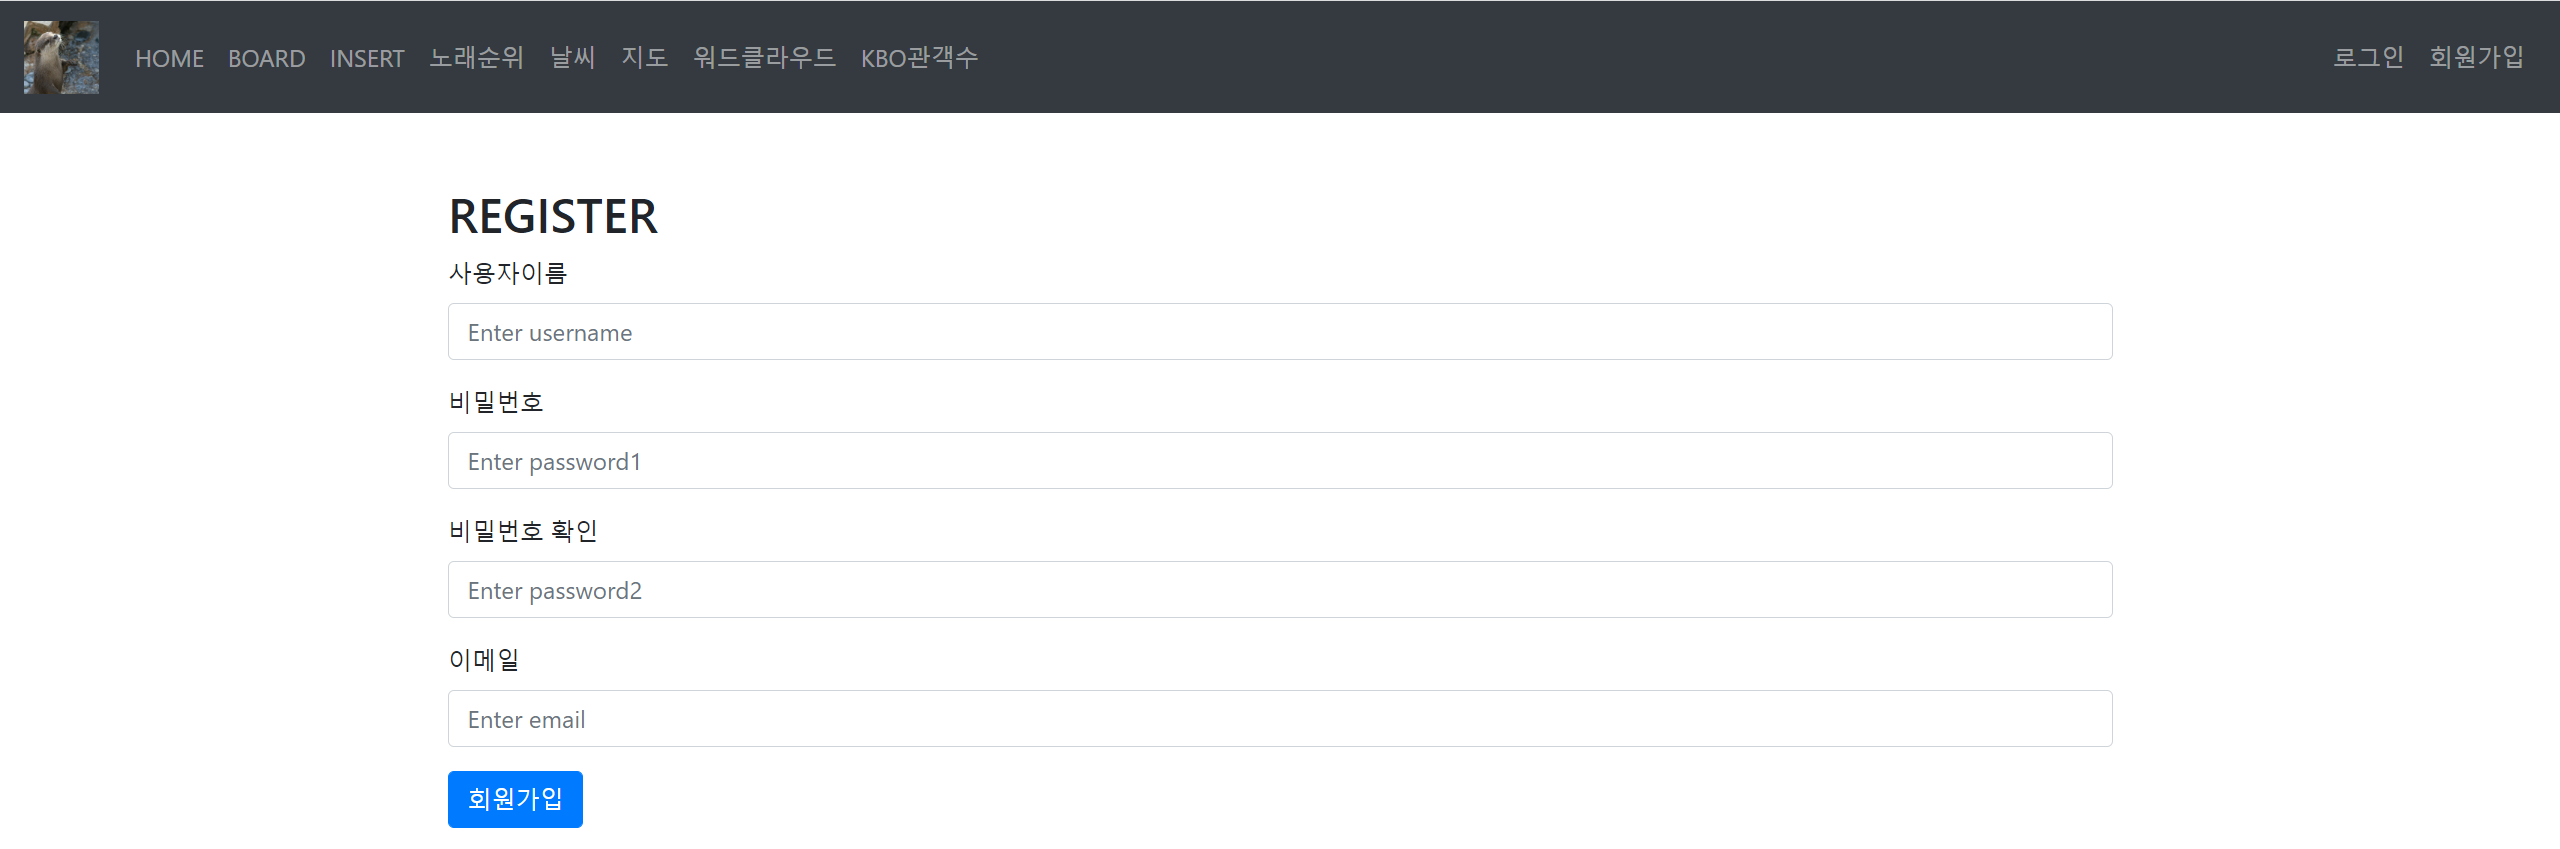 HOME BOARD INSERT 노래순위 날씨 지도 워드클라우드 KBO관객수 로그인 회원가입
REGISTER
사용자이름
Enter username
비밀번호
Enter password1
비밀번호 확인
Enter password2
이메일
Enter email
회원가입